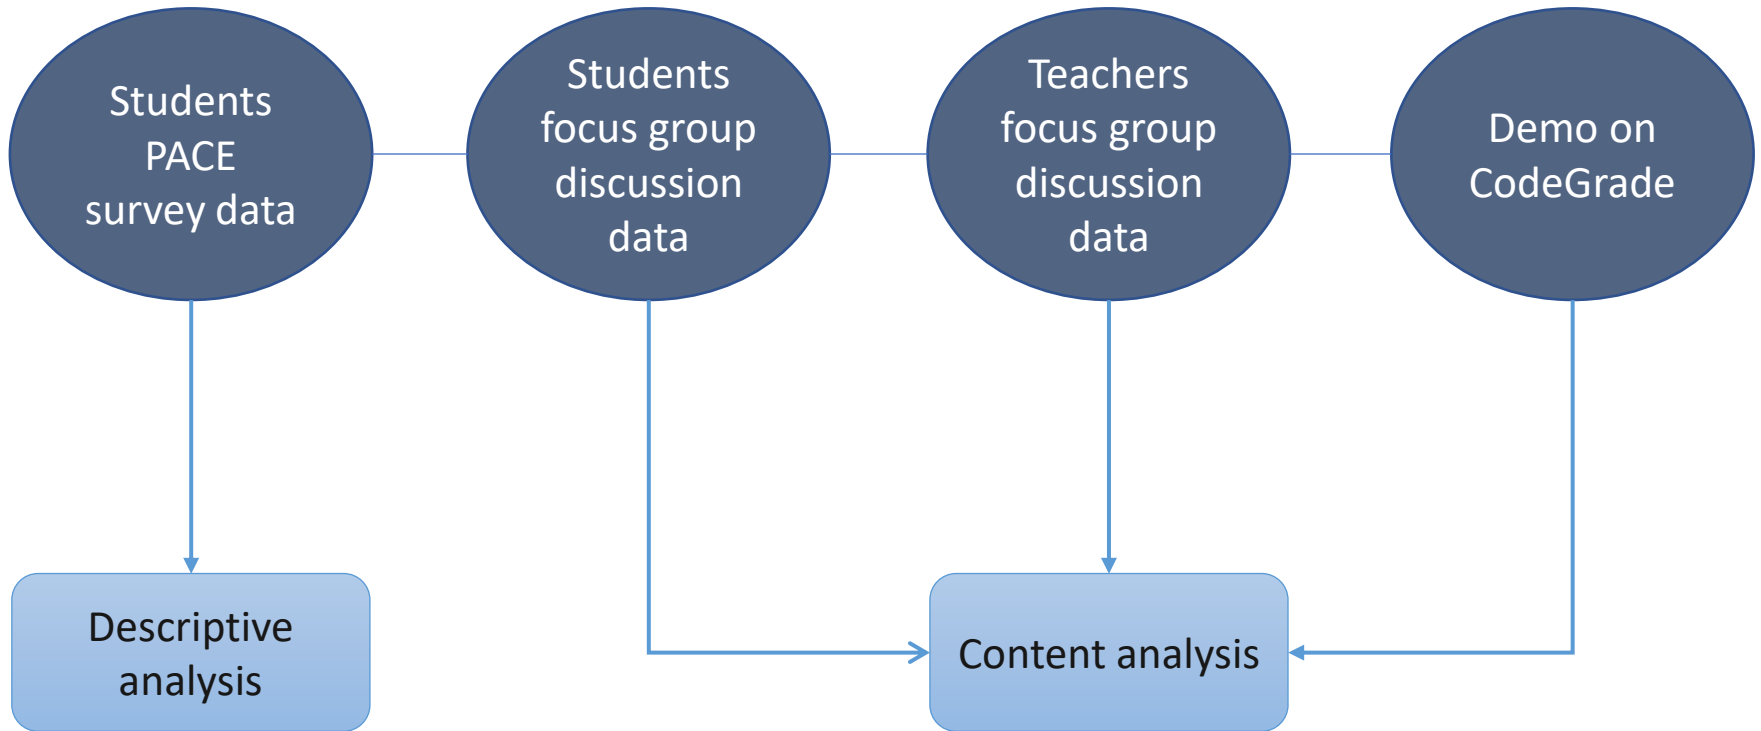 Students
PACE
survey data
Students
focus group
discussion
data
Teachers
focus group
discussion
data
Demo on
CodeGrade
Descriptive
analysis
Content analysis